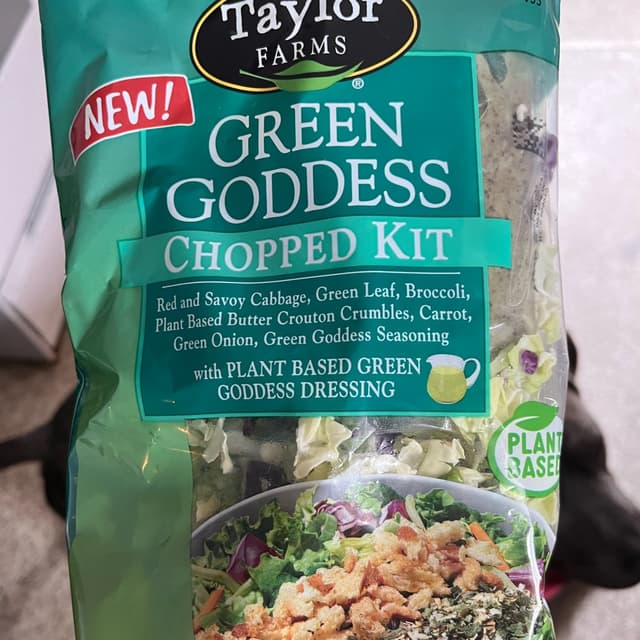 Taylor
FARMS
®
NEW!
GREEN
GODDESS
CHOPPED KIT
Red and Savoy Cabbage, Green Leaf, Broccoli,
Plant Based Butter Crouton Crumbles, Carrot,
Green Onion, Green Goddess Seasoning
with PLANT BASED GREEN
GODDESS DRESSING
PLANT
BASED